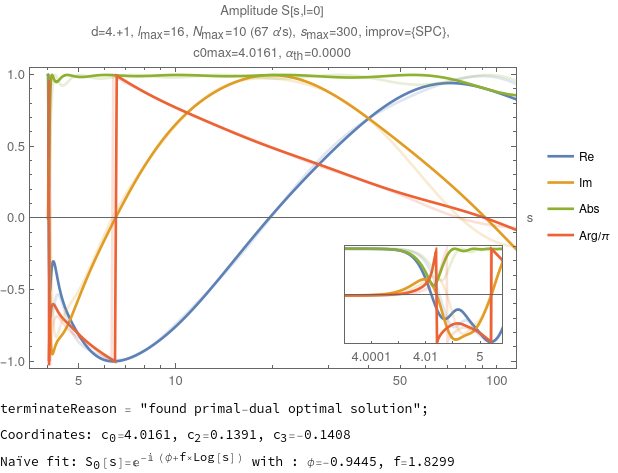 Amplitude S[s,l=0]
d=4.+1, lmax=16, Nmax=10 (67 α's), smax=300, improv={SPC},
c0max=4.0161, αth=0.0000
1.0
0.5
0.0
−0.5
−1.0
5
10
50
100
s
Re
Im
Abs
Arg/π
4.0001
4.01
5
terminateReason = "found primal-dual optimal solution";
Coordinates: c0=4.0161, c2=0.1391, c3=-0.1408
Naïve fit: S0[s]=e-i (ϕ+f×Log[s]) with : ϕ=-0.9445, f=1.8299